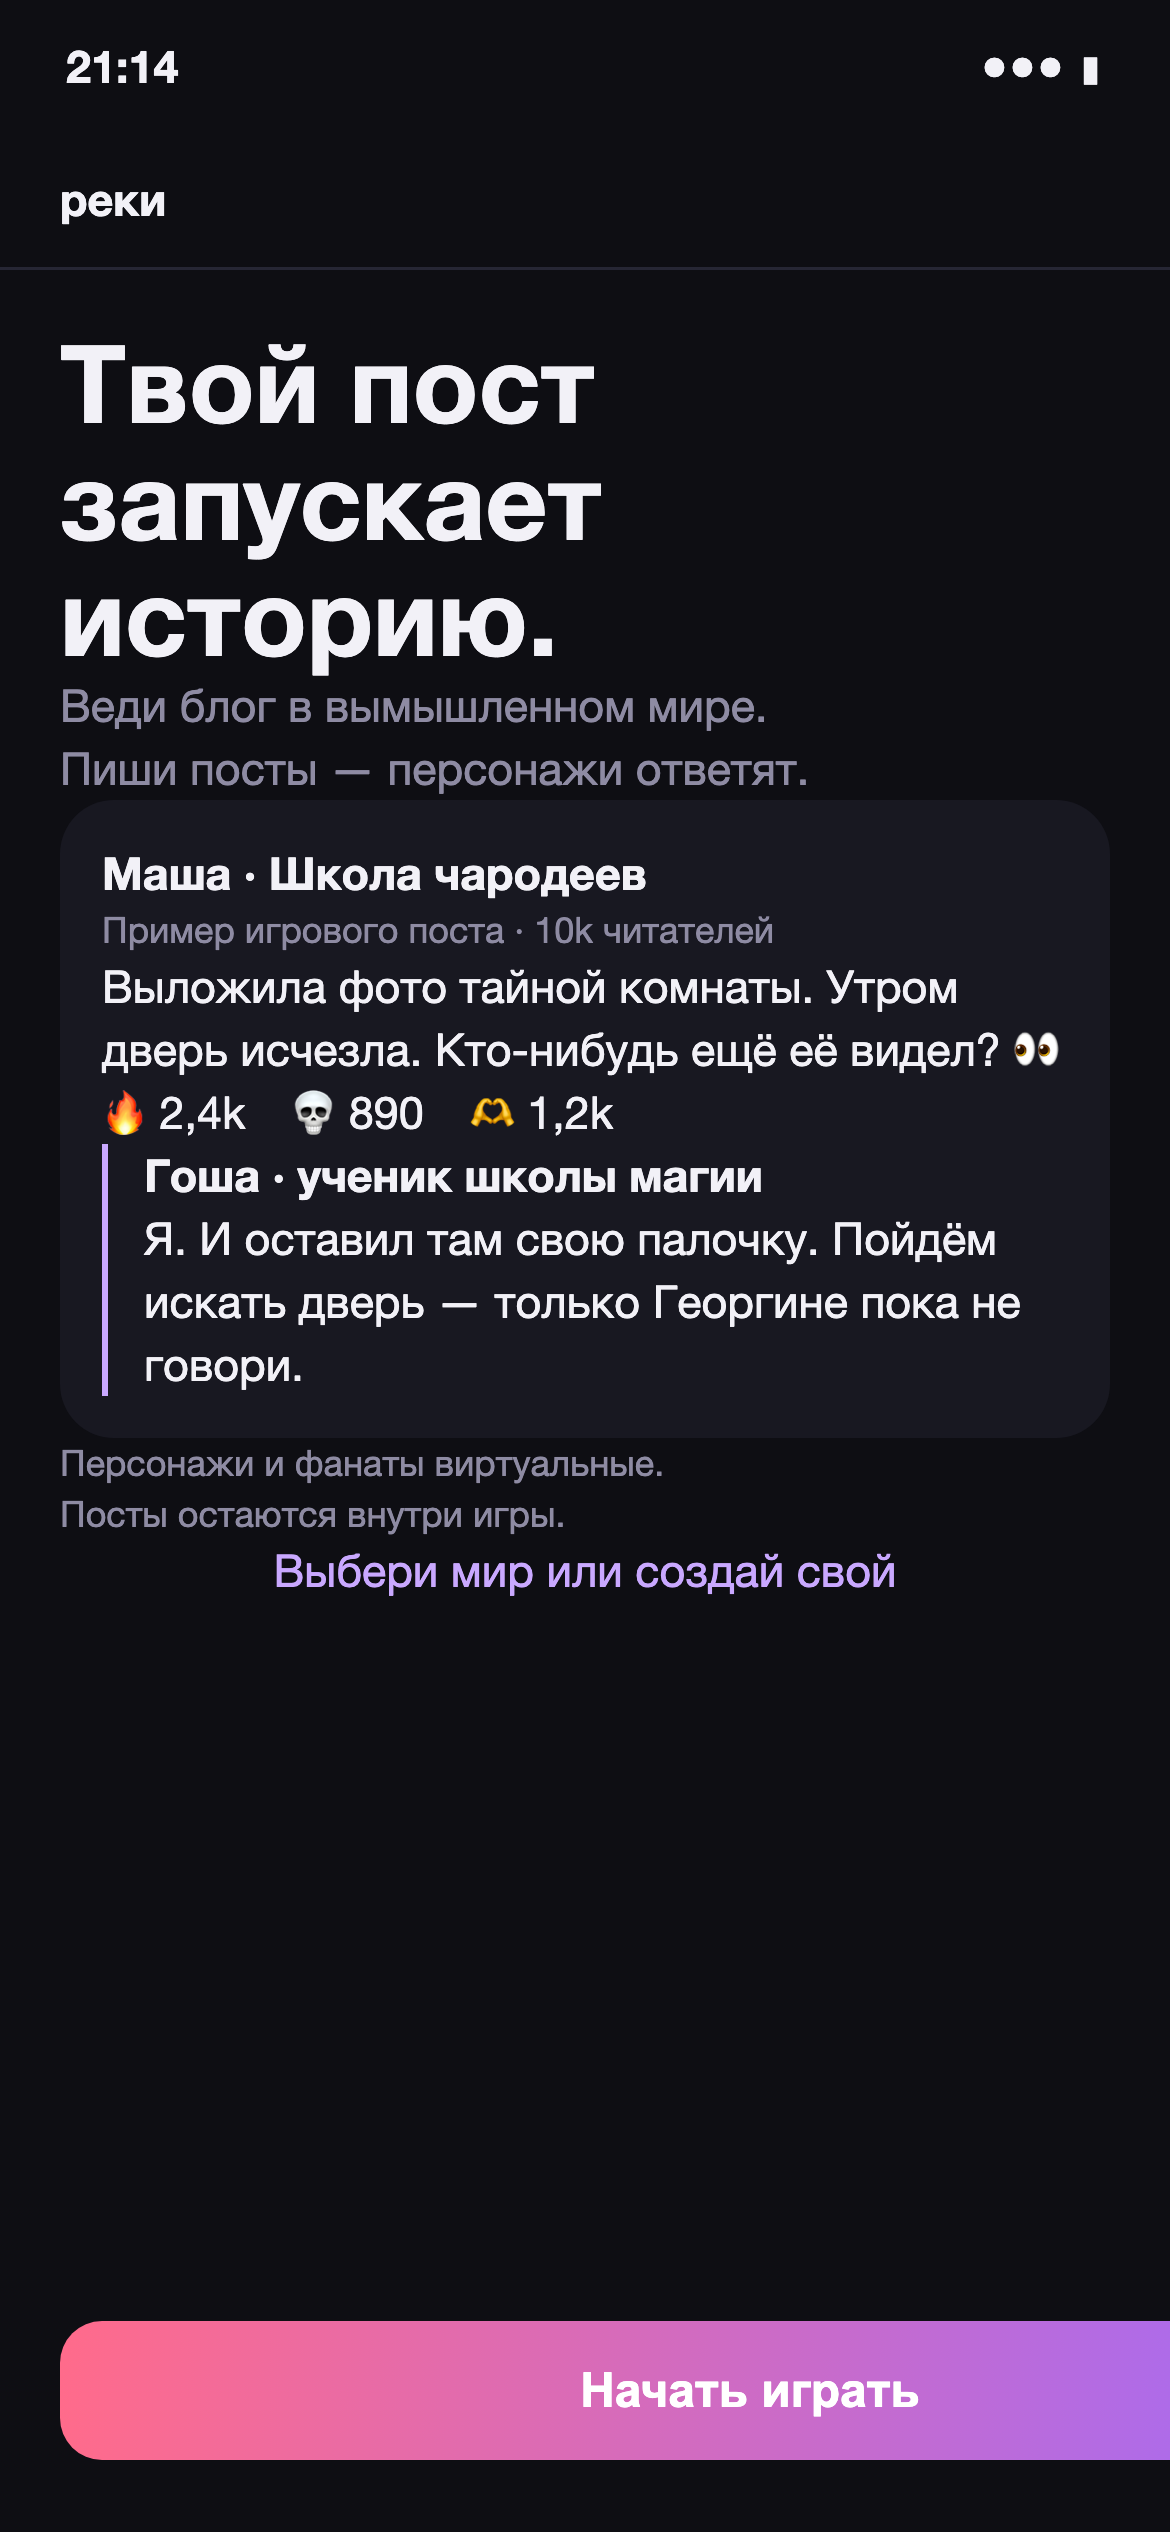 21:14
реки
Твой пост
запускает
историю.
Веди блог в вымышленном мире.
Пиши посты — персонажи ответят.
Маша · Школа чародеев
Пример игрового поста · 10k читателей
Выложила фото тайной комнаты. Утром
дверь исчезла. Кто-нибудь ещё её видел? 👀
🔥 2,4k 💀 890 🫶 1,2k
Гоша · ученик школы магии
Я. И оставил там свою палочку. Пойдём
искать дверь — только Георгине пока не
говори.
Персонажи и фанаты виртуальные.
Посты остаются внутри игры.
Выбери мир или создай свой
Начать играть